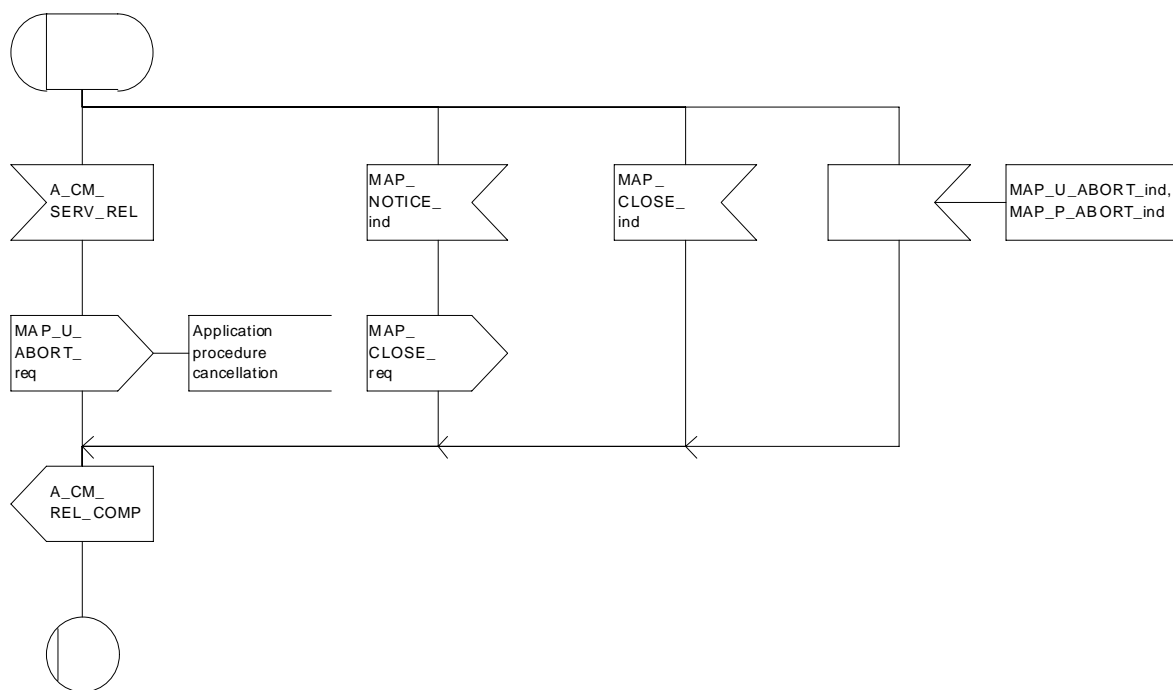 A_CM_
SERV_REL
MAP_
NOTICE_
ind
MAP_
CLOSE_
ind
MAP_U_ABORT_ind,
MAP_P_ABORT_ind
MAP_U_
ABORT_
req
Application
procedure
cancellation
MAP_
CLOSE_
req
A_CM_
REL_COMP